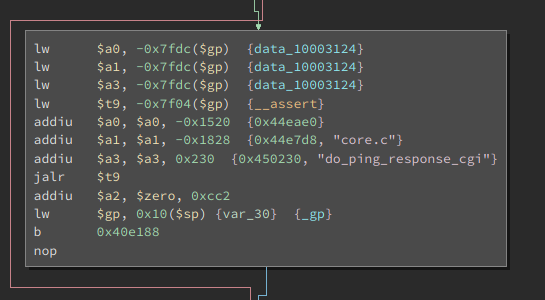 lw $a0, -0x7fdc($gp) {data_10003124}
lw $a1, -0x7fdc($gp) {data_10003124}
lw $a3, -0x7fdc($gp) {data_10003124}
lw $t9, -0x7f04($gp) {__assert}
addiu $a0, $a0, -0x1520 {0x44eae0}
addiu $a1, $a1, -0x1828 {0x44e7d8, "core.c"}
addiu $a3, $a3, 0x230 {0x450230, "do_ping_response_cgi"}
jalr $t9
addiu $a2, $zero, 0xcc2
lw $gp, 0x10($sp) {var_30} {_gp}
b 0x40e188
nop